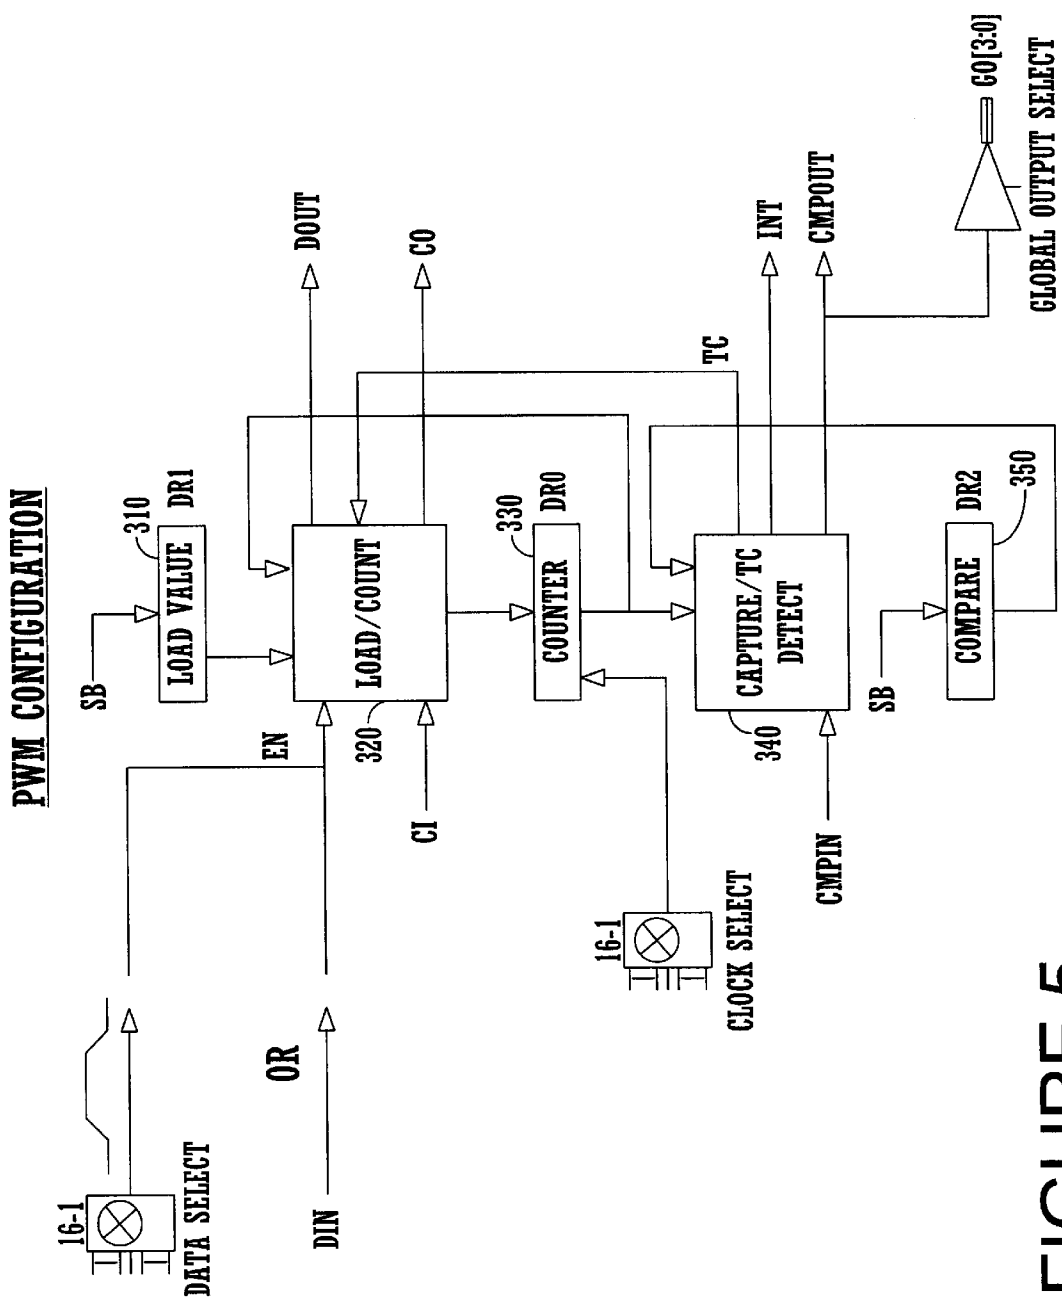 PWM CONFIGURATION
16-1
DATA SELECT
OR
DIN
EN
CI
SB
310
LOAD VALUE
DR1
LOAD/COUNT
320
DOUT
CO
330
COUNTER
DR0
16-1
CLOCK SELECT
TC
CAPTURE/TC
DETECT
340
CMPIN
INT
CMPOUT
SB
COMPARE
DR2
350
GO[3:0]
GLOBAL OUTPUT SELECT
FIGURE 5